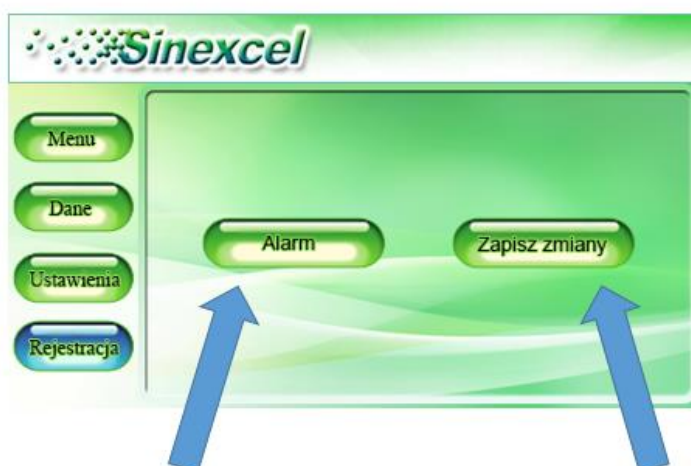 Sinexcel
Menu
Dane
Ustawienia
Rejestracja
Alarm
Zapisz zmiany